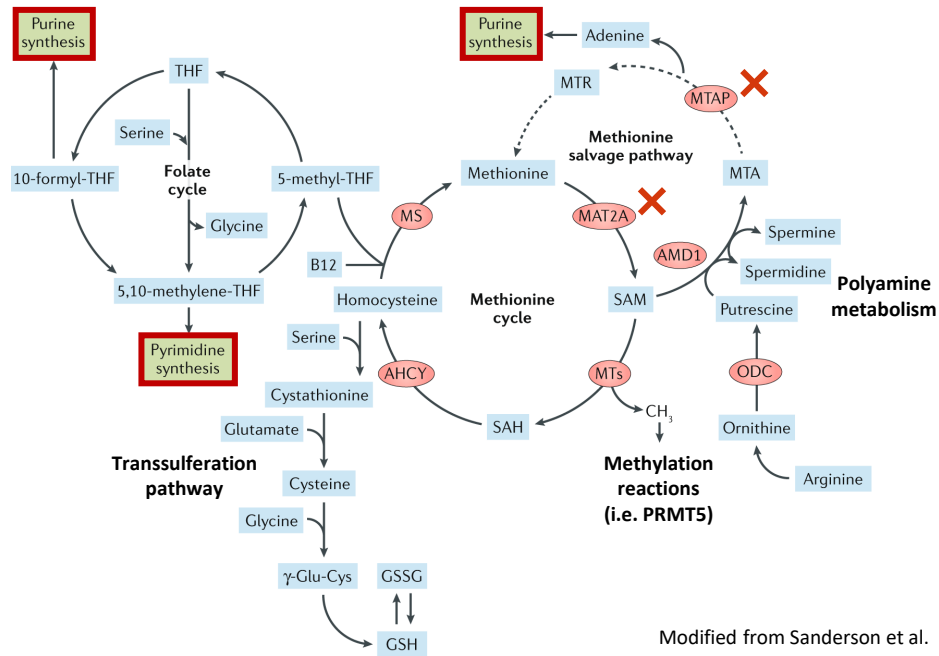 Purine
synthesis
THF
Serine
10-formyl-THF
Folate
cycle
5-methyl-THF
Glycine
5,10-methylene-THF
Pyrimidine
synthesis
Purine
synthesis
Adenine
MTR
MTAP
Methionine
salvage pathway
Methionine
MTA
MS
MAT2A
B12
AMD1
Spermine
Spermidine
Homocysteine
Methionine
cycle
SAM
Putrescine
Polyamine
metabolism
Serine
AHCY
MTs
ODC
Cystathionine
SAH
CH3
Ornithine
Glutamate
Transsulferation
pathway
Methylation
reactions
(i.e. PRMT5)
Arginine
Cysteine
Glycine
γ-Glu-Cys
GSSG
GSH
Modified from Sanderson et al.